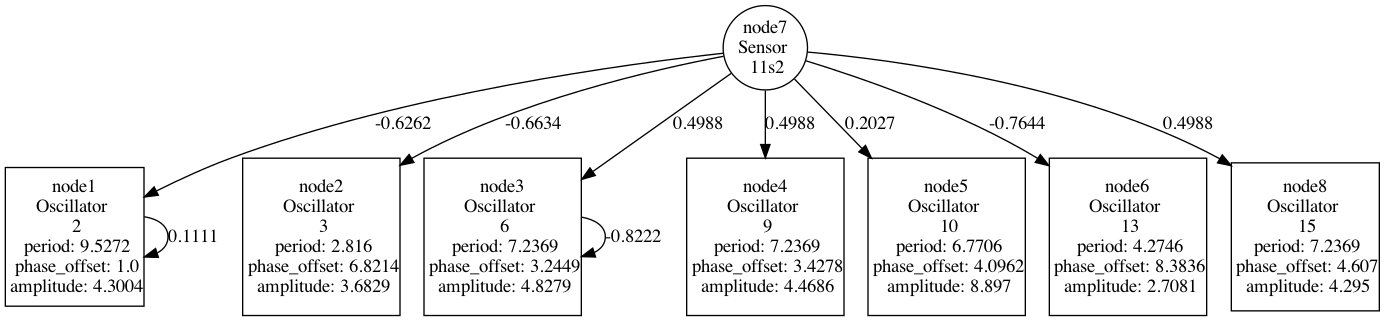 node7
Sensor
11s2
-0.6262
-0.6634
0.4988
0.4988
0.2027
-0.7644
0.4988
node1
Oscillator
2
period: 9.5272
phase_offset: 1.0
amplitude: 4.3004
0.1111
node2
Oscillator
3
period: 2.816
phase_offset: 6.8214
amplitude: 3.6829
node3
Oscillator
6
period: 7.2369
phase_offset: 3.2449
amplitude: 4.8279
-0.8222
node4
Oscillator
9
period: 7.2369
phase_offset: 3.4278
amplitude: 4.4686
node5
Oscillator
10
period: 6.7706
phase_offset: 4.0962
amplitude: 8.897
node6
Oscillator
13
period: 4.2746
phase_offset: 8.3836
amplitude: 2.7081
node8
Oscillator
15
period: 7.2369
phase_offset: 4.607
amplitude: 4.295